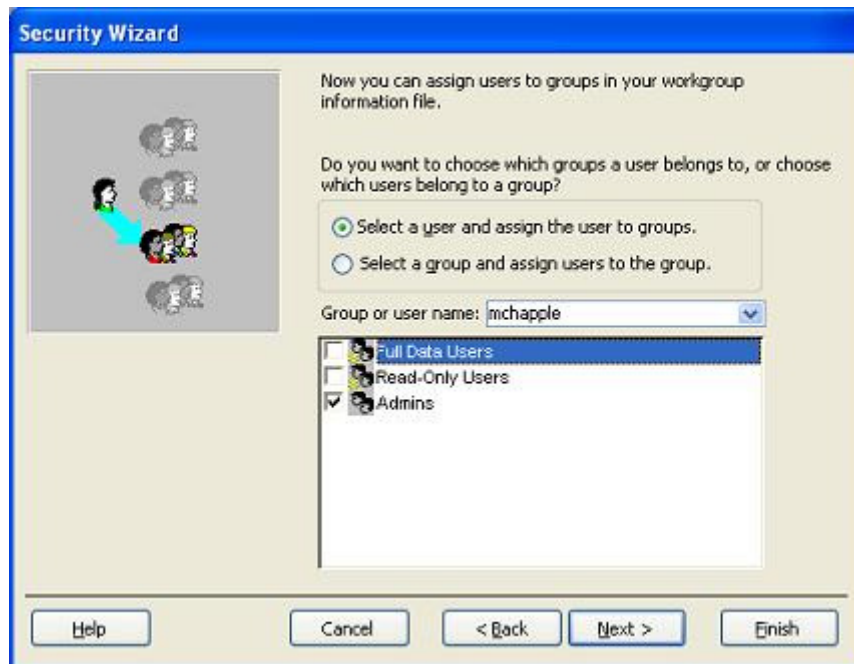 Security Wizard
Now you can assign users to groups in your workgroup
information file.
Do you want to choose which groups a user belongs to, or choose
which users belong to a group?
Select a user and assign the user to groups.
Select a group and assign users to the group.
Group or user name: mchapple
Full Data Users
Read-Only Users
Admins
Help Cancel < Back Next > Finish